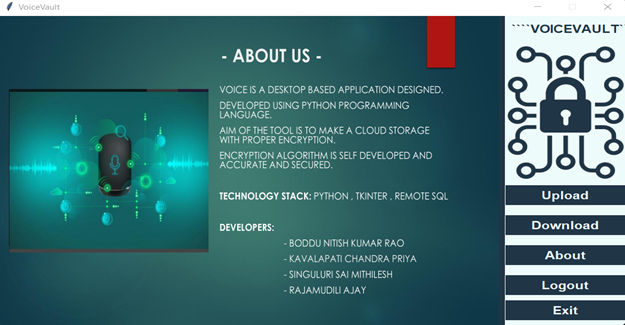 VoiceVault
- ABOUT US -
VOICE IS A DESKTOP BASED APPLICATION DESIGNED.
DEVELOPED USING PYTHON PROGRAMMING
LANGUAGE.
AIM OF THE TOOL IS TO MAKE A CLOUD STORAGE
WITH PROPER ENCRYPTION.
ENCRYPTION ALGORITHM IS SELF DEVELOPED AND
ACCURATE AND SECURED.
TECHNOLOGY STACK: PYTHON , TKINTER , REMOTE SQL
DEVELOPERS:
- BODDU NITISH KUMAR RAO
- KAVALAPATI CHANDRA PRIYA
- SINGULURI SAI MITHILESH
- RAJAMUDILI AJAY
VOICEVAULT
Upload
Download
About
Logout
Exit